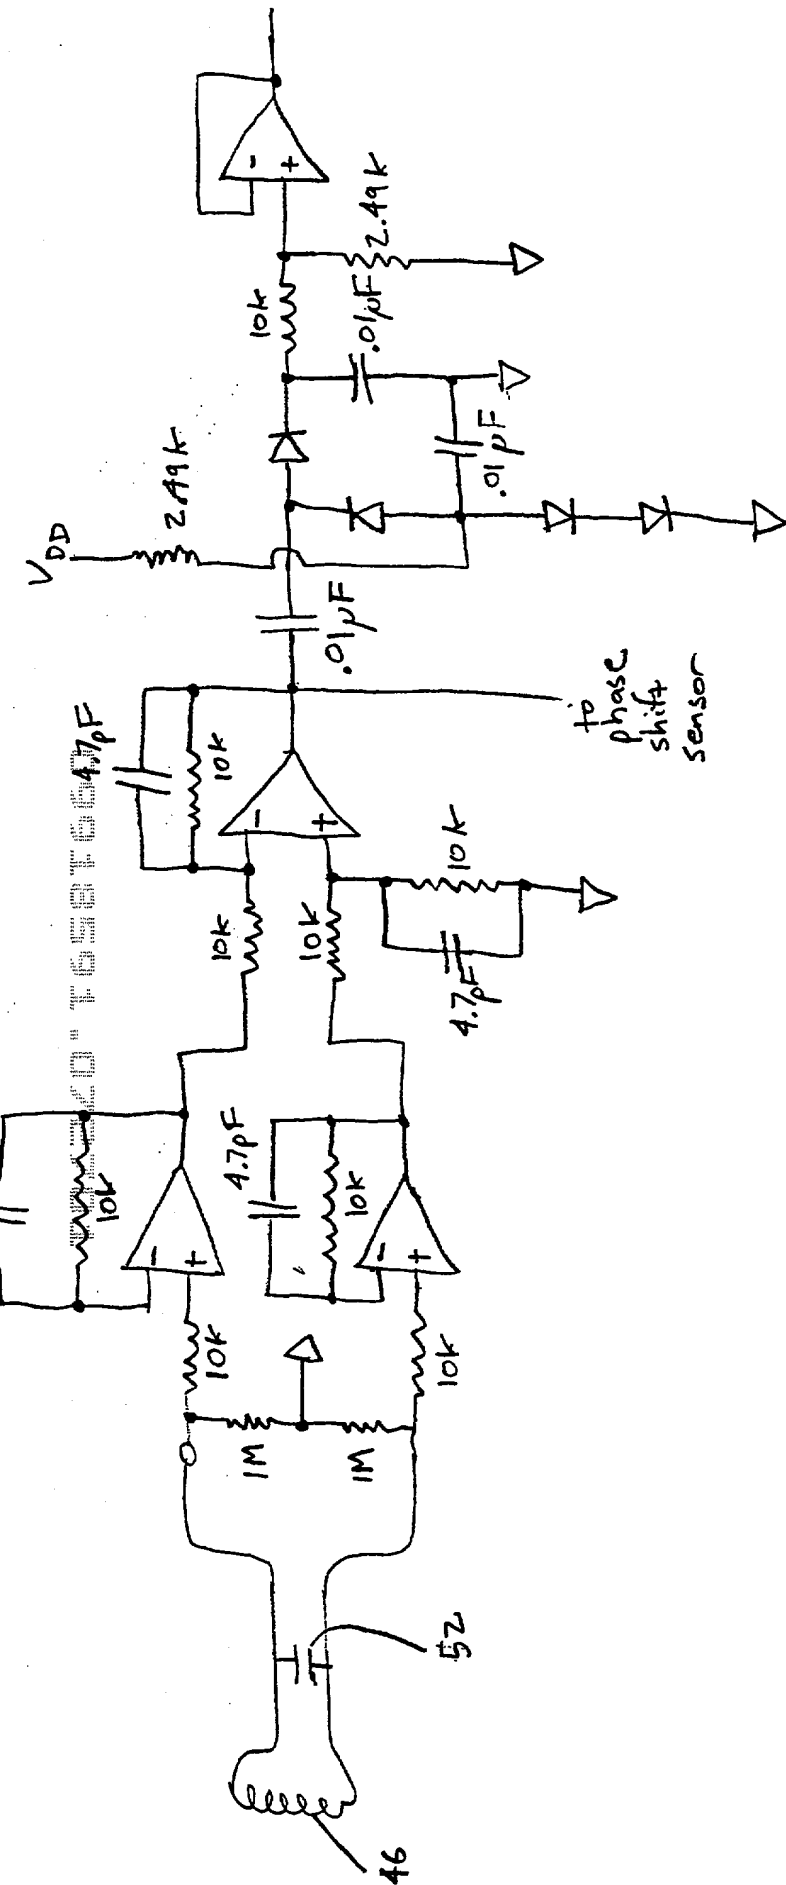 46
52
1M
1M
10k
10k
-
+
10k
-
+
10k
4.7pF
10k
10k
-
+
10k
4.7pF
4.7pF
10k
to
phase
shift
sensor
.01µF
VDD
2.49k
.01µF
.01µF
10k
2.49k
-
+